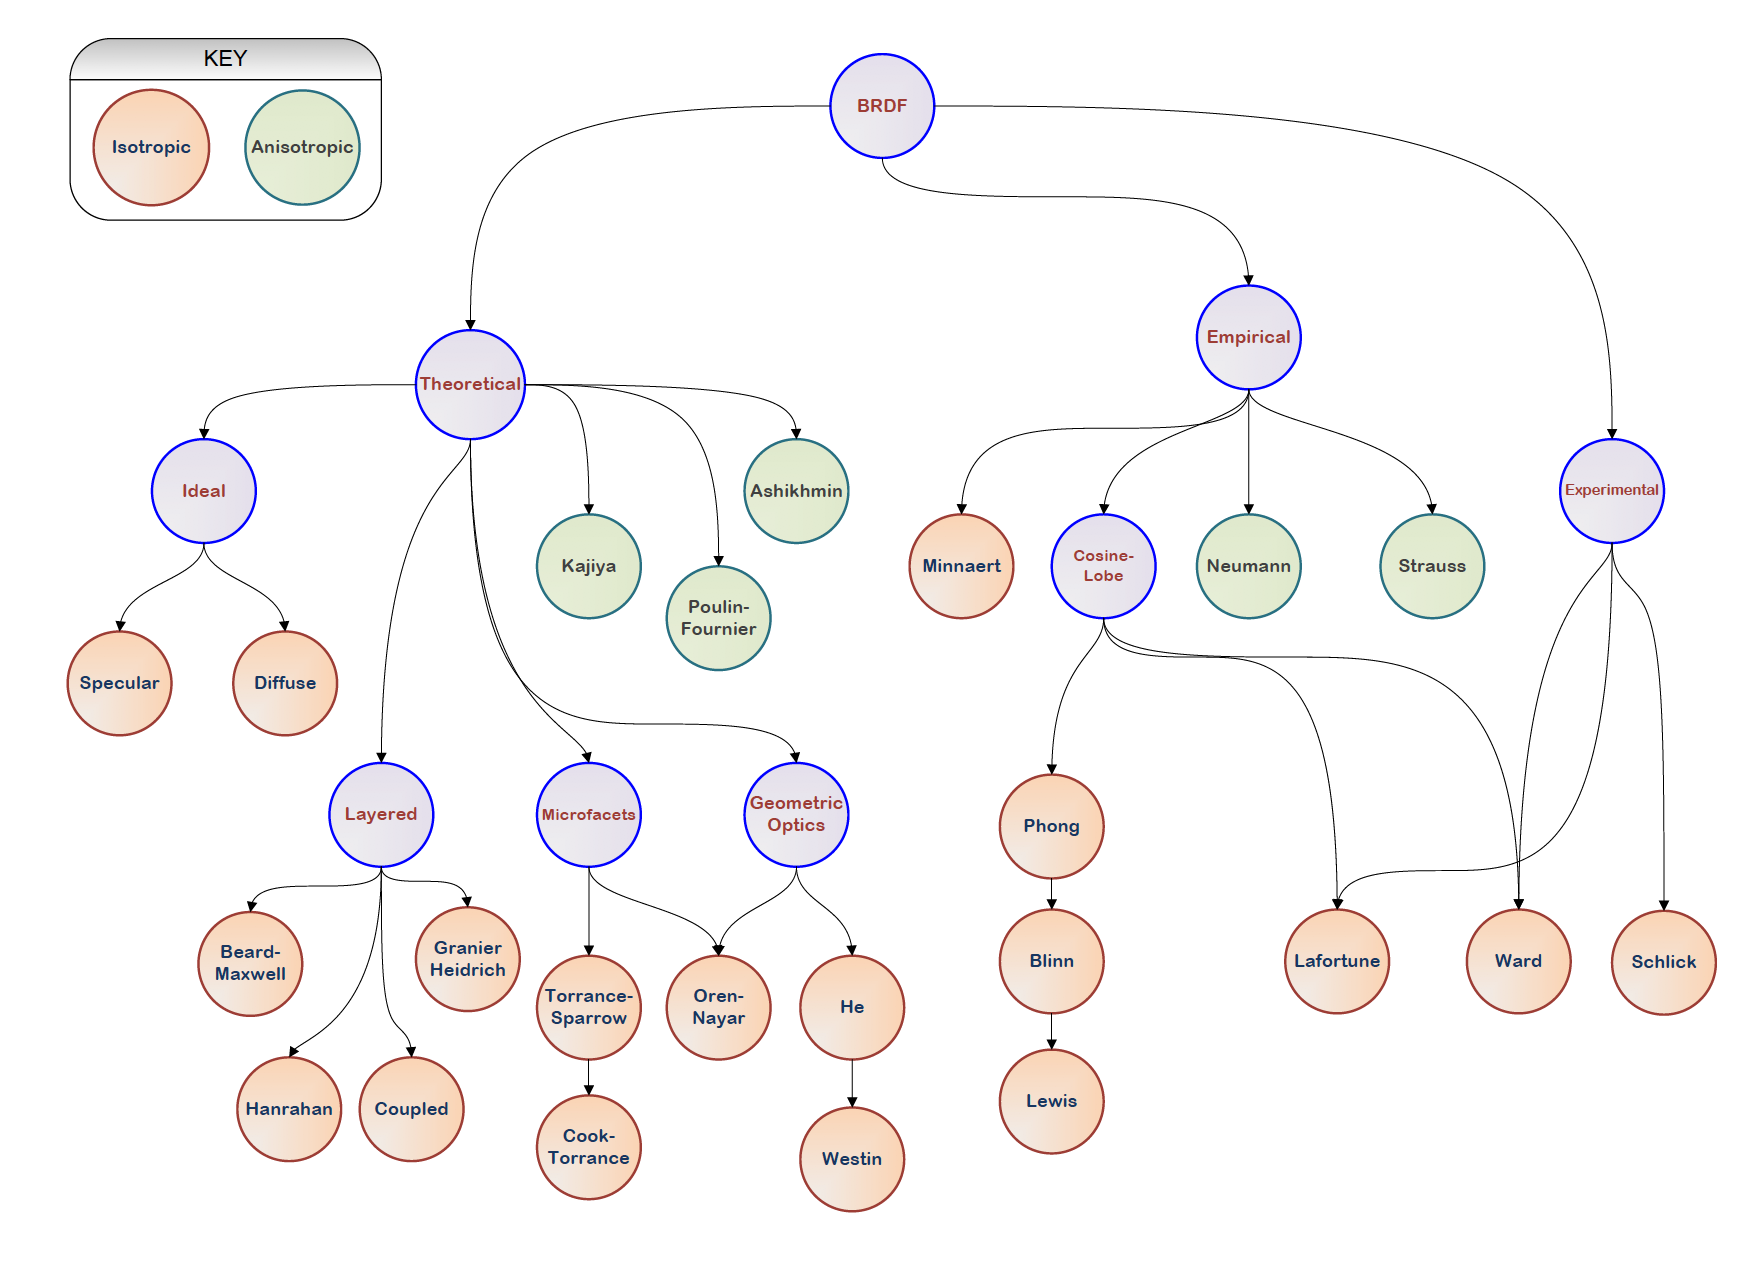 KEY
Isotropic
Anisotropic
BRDF
Empirical
Theoretical
Ideal
Ashikhmin
Experimental
Kajiya
Poulin-
Fournier
Minnaert
Cosine-
Lobe
Neumann
Strauss
Specular
Diffuse
Layered
Microfacets
Geometric
Optics
Phong
Beard-
Maxwell
Granier
Heidrich
Torrance-
Sparrow
Oren-
Nayar
He
Blinn
Lafortune
Ward
Schlick
Hanrahan
Coupled
Cook-
Torrance
Westin
Lewis